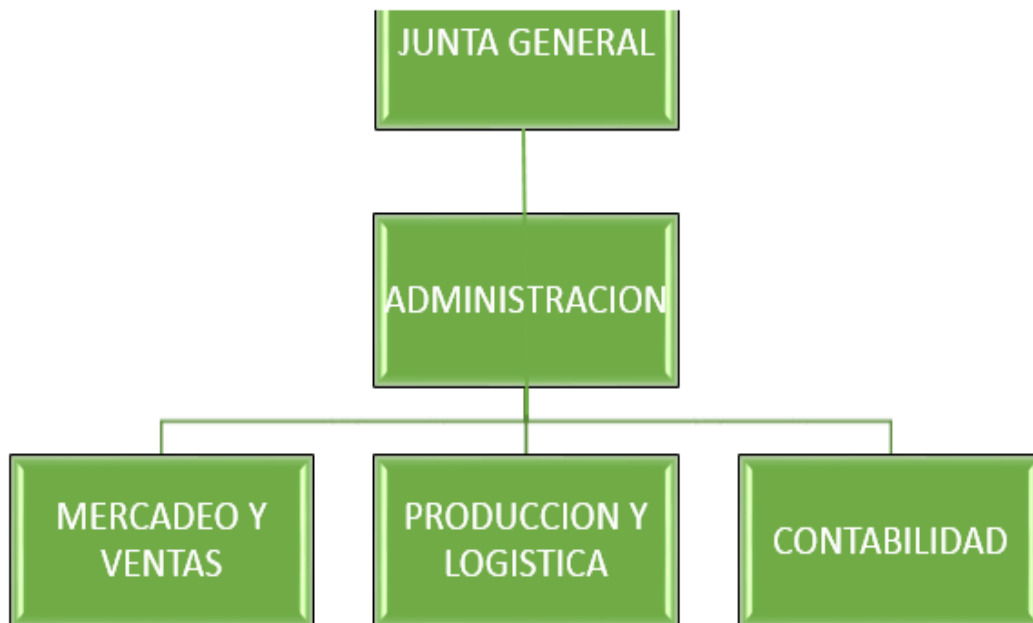 JUNTA GENERAL
ADMINISTRACION
MERCADEO Y
VENTAS
PRODUCCION Y
LOGISTICA
CONTABILIDAD